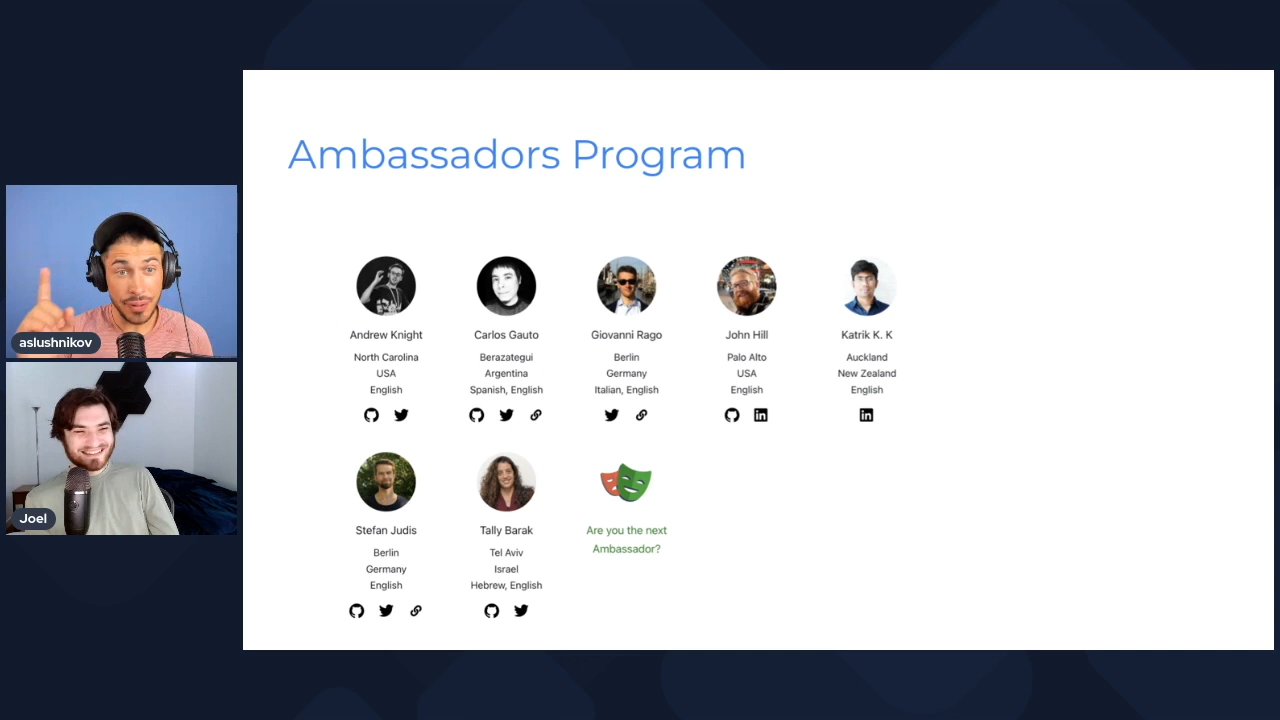 Ambassadors Program
aslushnikov
Joel
Andrew Knight
North Carolina
USA
English
Carlos Gauto
Berazategui
Argentina
Spanish, English
Giovanni Rago
Berlin
Germany
Italian, English
John Hill
Palo Alto
USA
English
Katrik K. K
Auckland
New Zealand
English
Stefan Judis
Berlin
Germany
English
Tally Barak
Tel Aviv
Israel
Hebrew, English
Are you the next
Ambassador?